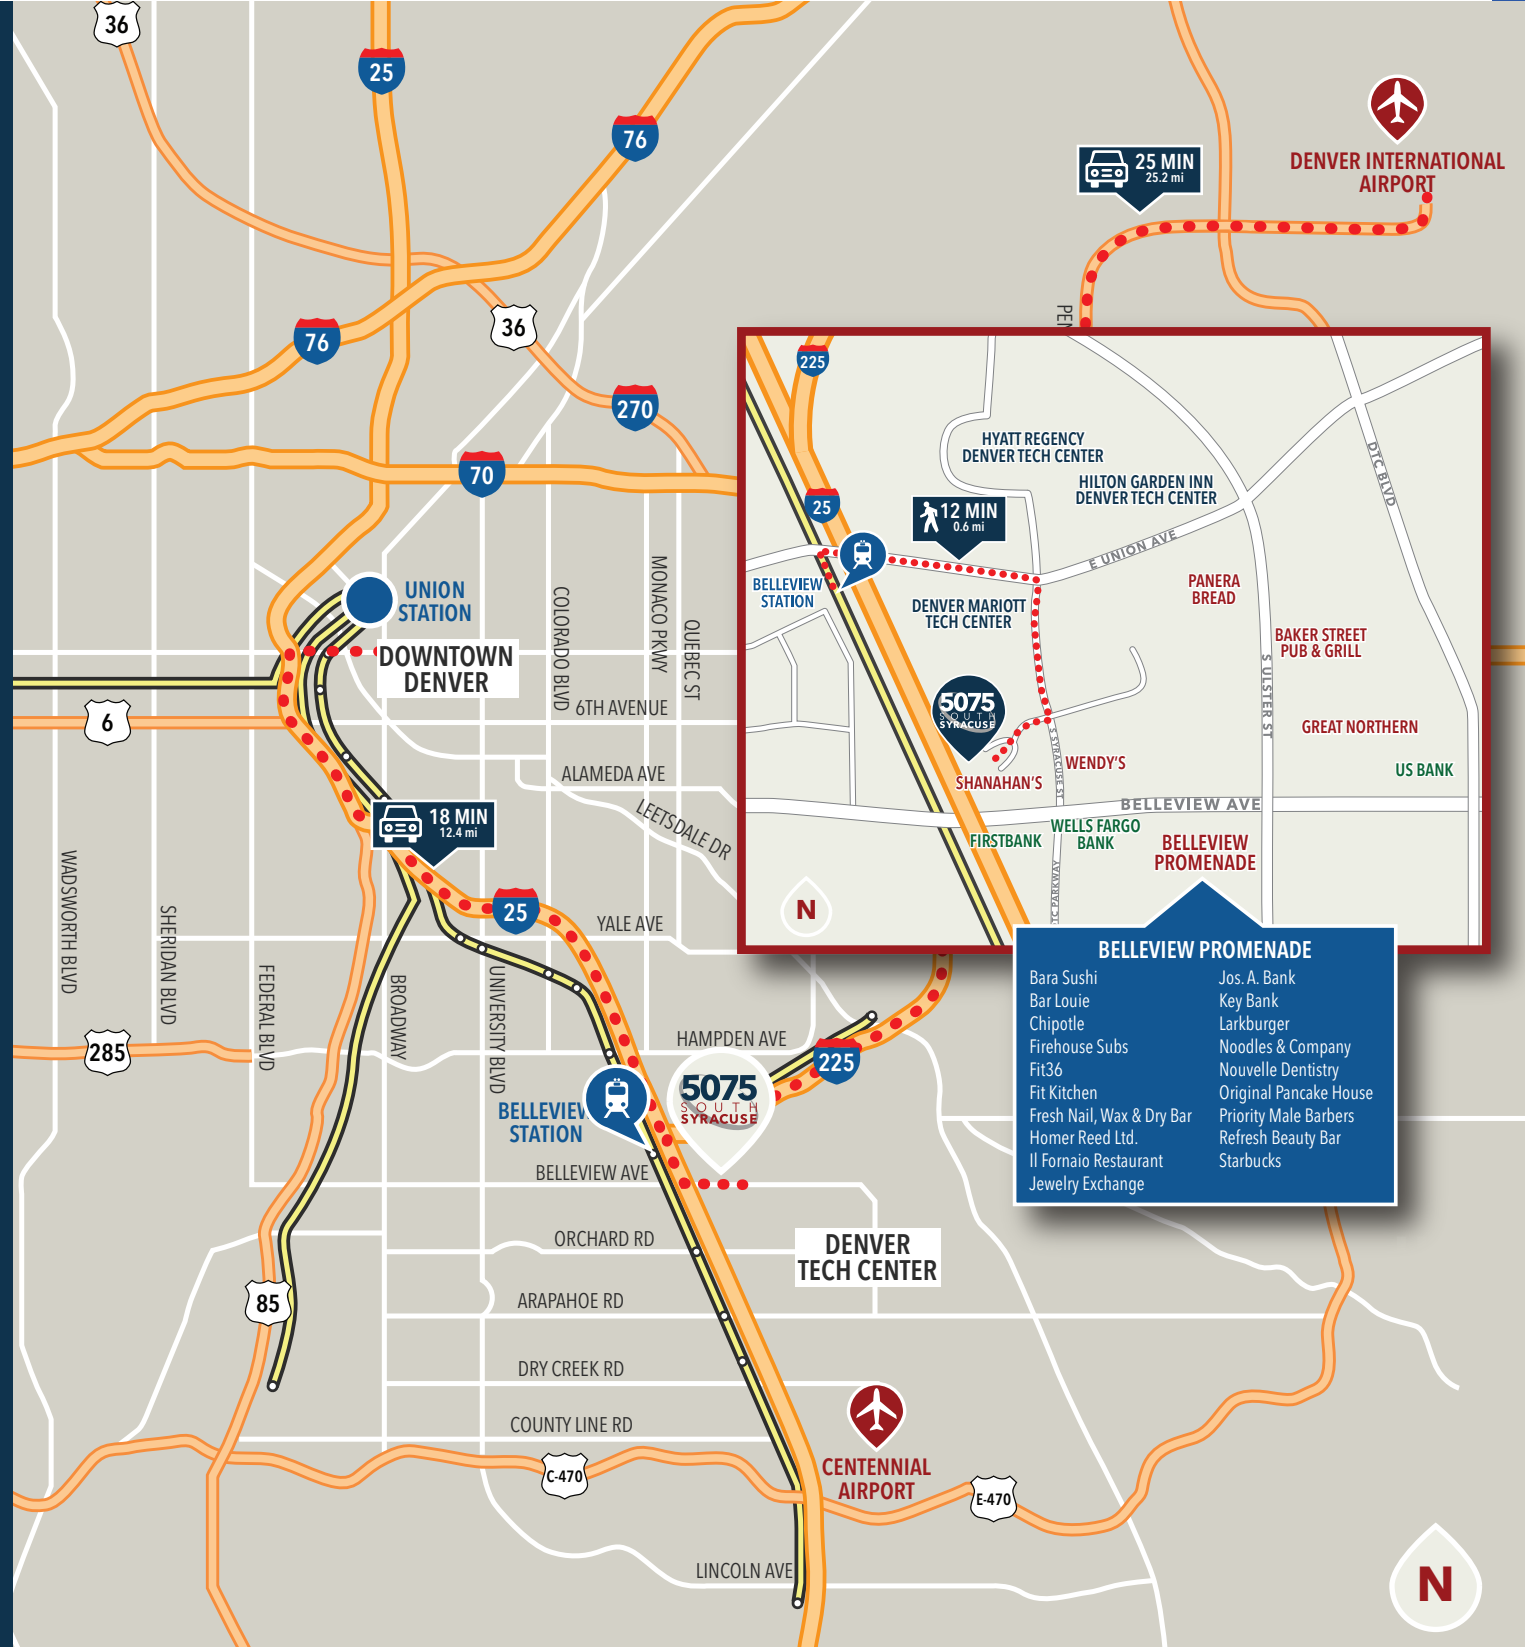 36
25
76
DENVER INTERNATIONAL
AIRPORT
25 MIN
25.2 mi
76
36
270
70
UNION
STATION
DOWNTOWN
DENVER
COLORADO BLVD
MONACO PKWY
QUEBEC ST
6
6TH AVENUE
ALAMEDA AVE
LEETSDALE DR
18 MIN
12.4 mi
25
YALE AVE
WADSWORTH BLVD
SHERIDAN BLVD
FEDERAL BLVD
BROADWAY
UNIVERSITY BLVD
285
HAMPDEN AVE
225
5075
SOUTH
SYRACUSE
BELLEVIEW
STATION
BELLEVIEW AVE
ORCHARD RD
DENVER
TECH CENTER
85
ARAPAHOE RD
DRY CREEK RD
COUNTY LINE RD
C-470
CENTENNIAL
AIRPORT
E-470
LINCOLN AVE
N
225
HYATT REGENCY
DENVER TECH CENTER
HILTON GARDEN INN
DENVER TECH CENTER
DTC BLVD
25
12 MIN
0.6 mi
E UNION AVE
BELLEVIEW
STATION
DENVER MARIOTT
TECH CENTER
PANERA
BREAD
BAKER STREET
PUB & GRILL
S ULSTER ST
5075
SOUTH
SYRACUSE
GREAT NORTHERN
S SYRACUSE ST
WENDY'S
SHANAHAN'S
US BANK
BELLEVIEW AVE
FIRSTBANK
WELLS FARGO
BANK
BELLEVIEW
PROMENADE
PARKWAY
N
BELLEVIEW PROMENADE
Bara Sushi
Bar Louie
Chipotle
Firehouse Subs
Fit36
Fit Kitchen
Fresh Nail, Wax & Dry Bar
Homer Reed Ltd.
Il Fornaio Restaurant
Jewelry Exchange
Jos. A. Bank
Key Bank
Larkburger
Noodles & Company
Nouvelle Dentistry
Original Pancake House
Priority Male Barbers
Refresh Beauty Bar
Starbucks